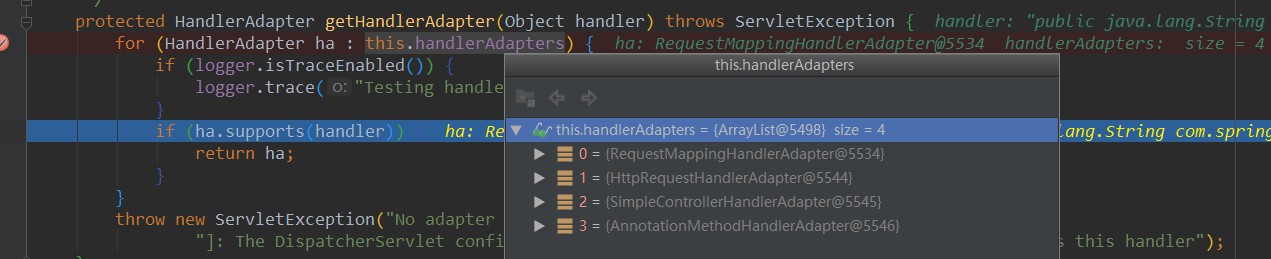 protected HandlerAdapter getHandlerAdapter(Object handler) throws ServletException { handler: "public java.lang.String
for (HandlerAdapter ha : this.handlerAdapters) { ha: RequestMappingHandlerAdapter@5534 handlerAdapters: size = 4
if (logger.isTraceEnabled()) {
this.handlerAdapters
logger.trace( o: "Testing handle
}
this.handlerAdapters = {ArrayList@5498} size = 4
if (ha.supports(handler)) ha: Re lang.String com.spring
return ha;
0 = {RequestMappingHandlerAdapter@5534}
}
1 = {HttpRequestHandlerAdapter@5544}
}
2 = {SimpleControllerHandlerAdapter@5545}
throw new ServletException("No adapter
3 = {AnnotationMethodHandlerAdapter@5546}
"]: The DispatcherServlet confi s this handler");